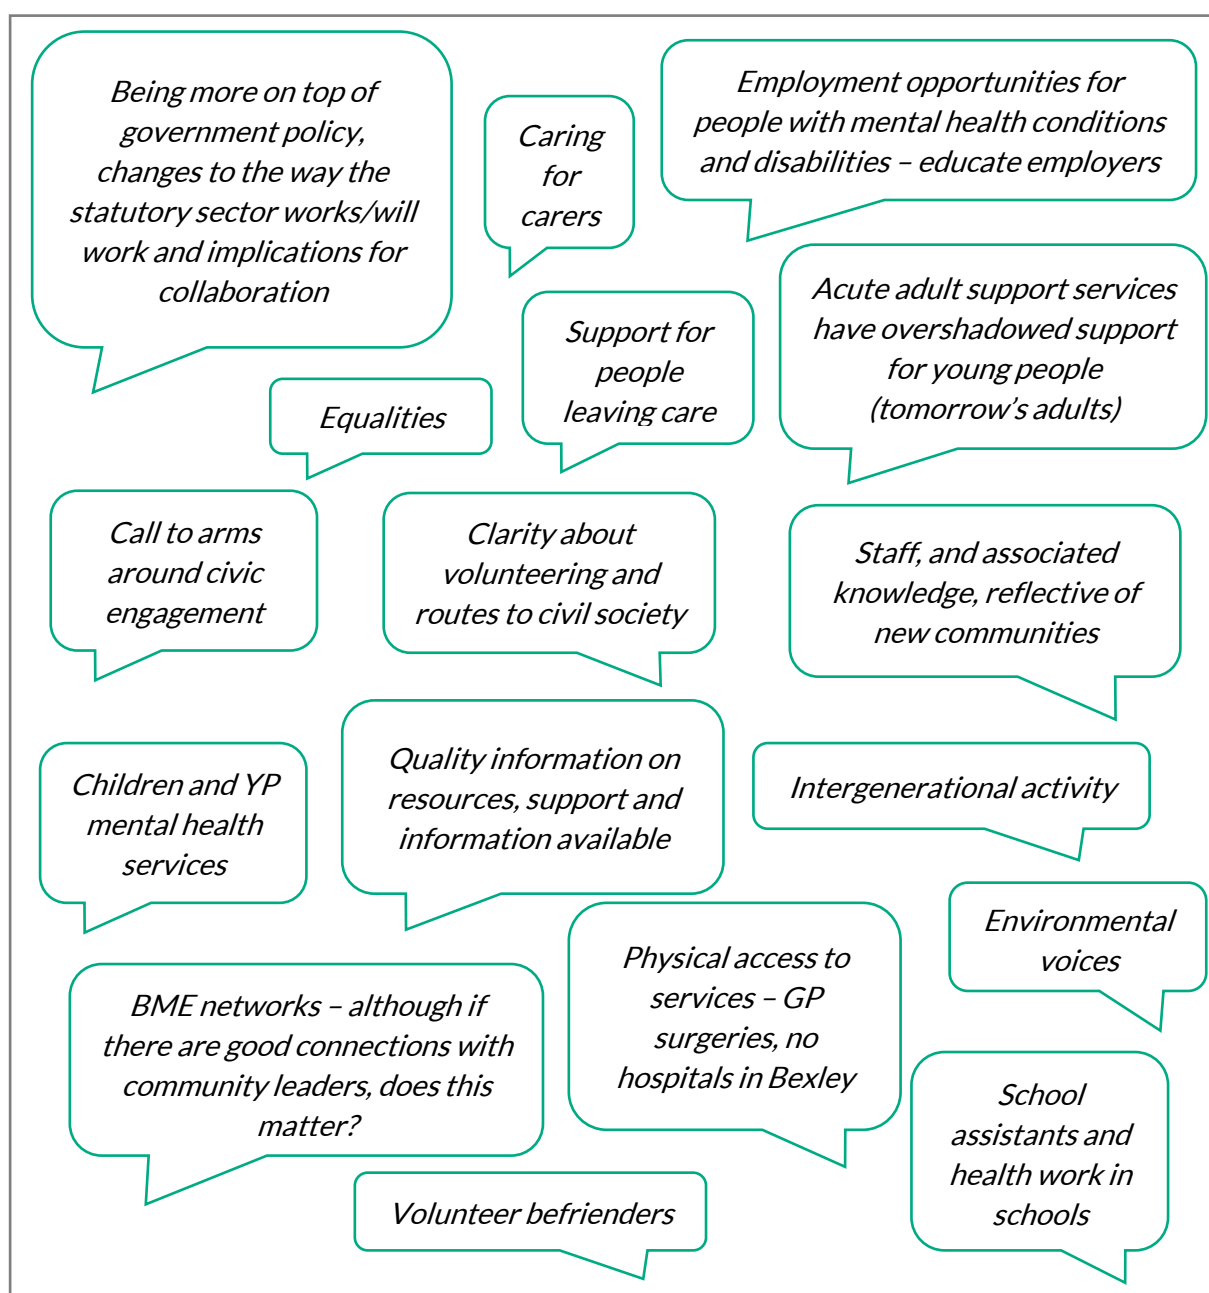 Being more on top of
government policy,
changes to the way the
statutory sector works/will
work and implications for
collaboration
Caring
for
carers
Employment opportunities for
people with mental health conditions
and disabilities – educate employers
Support for
people
leaving care
Acute adult support services
have overshadowed support
for young people
(tomorrow's adults)
Equalities
Call to arms
around civic
engagement
Clarity about
volunteering and
routes to civil society
Staff, and associated
knowledge, reflective of
new communities
Children and YP
mental health
services
Quality information on
resources, support and
information available
Intergenerational activity
Environmental
voices
BME networks – although if
there are good connections with
community leaders, does this
matter?
Physical access to
services – GP
surgeries, no
hospitals in Bexley
School
assistants and
health work in
schools
Volunteer befrienders